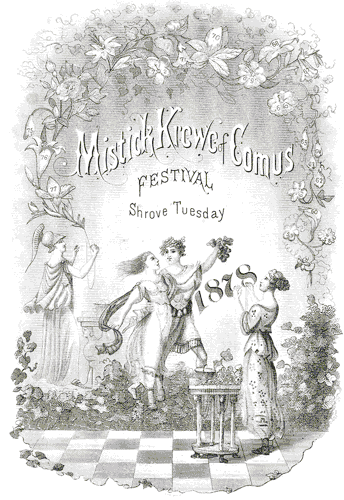 Mistick Krewe of Comus
FESTIVAL
Shrove Tuesday
1878